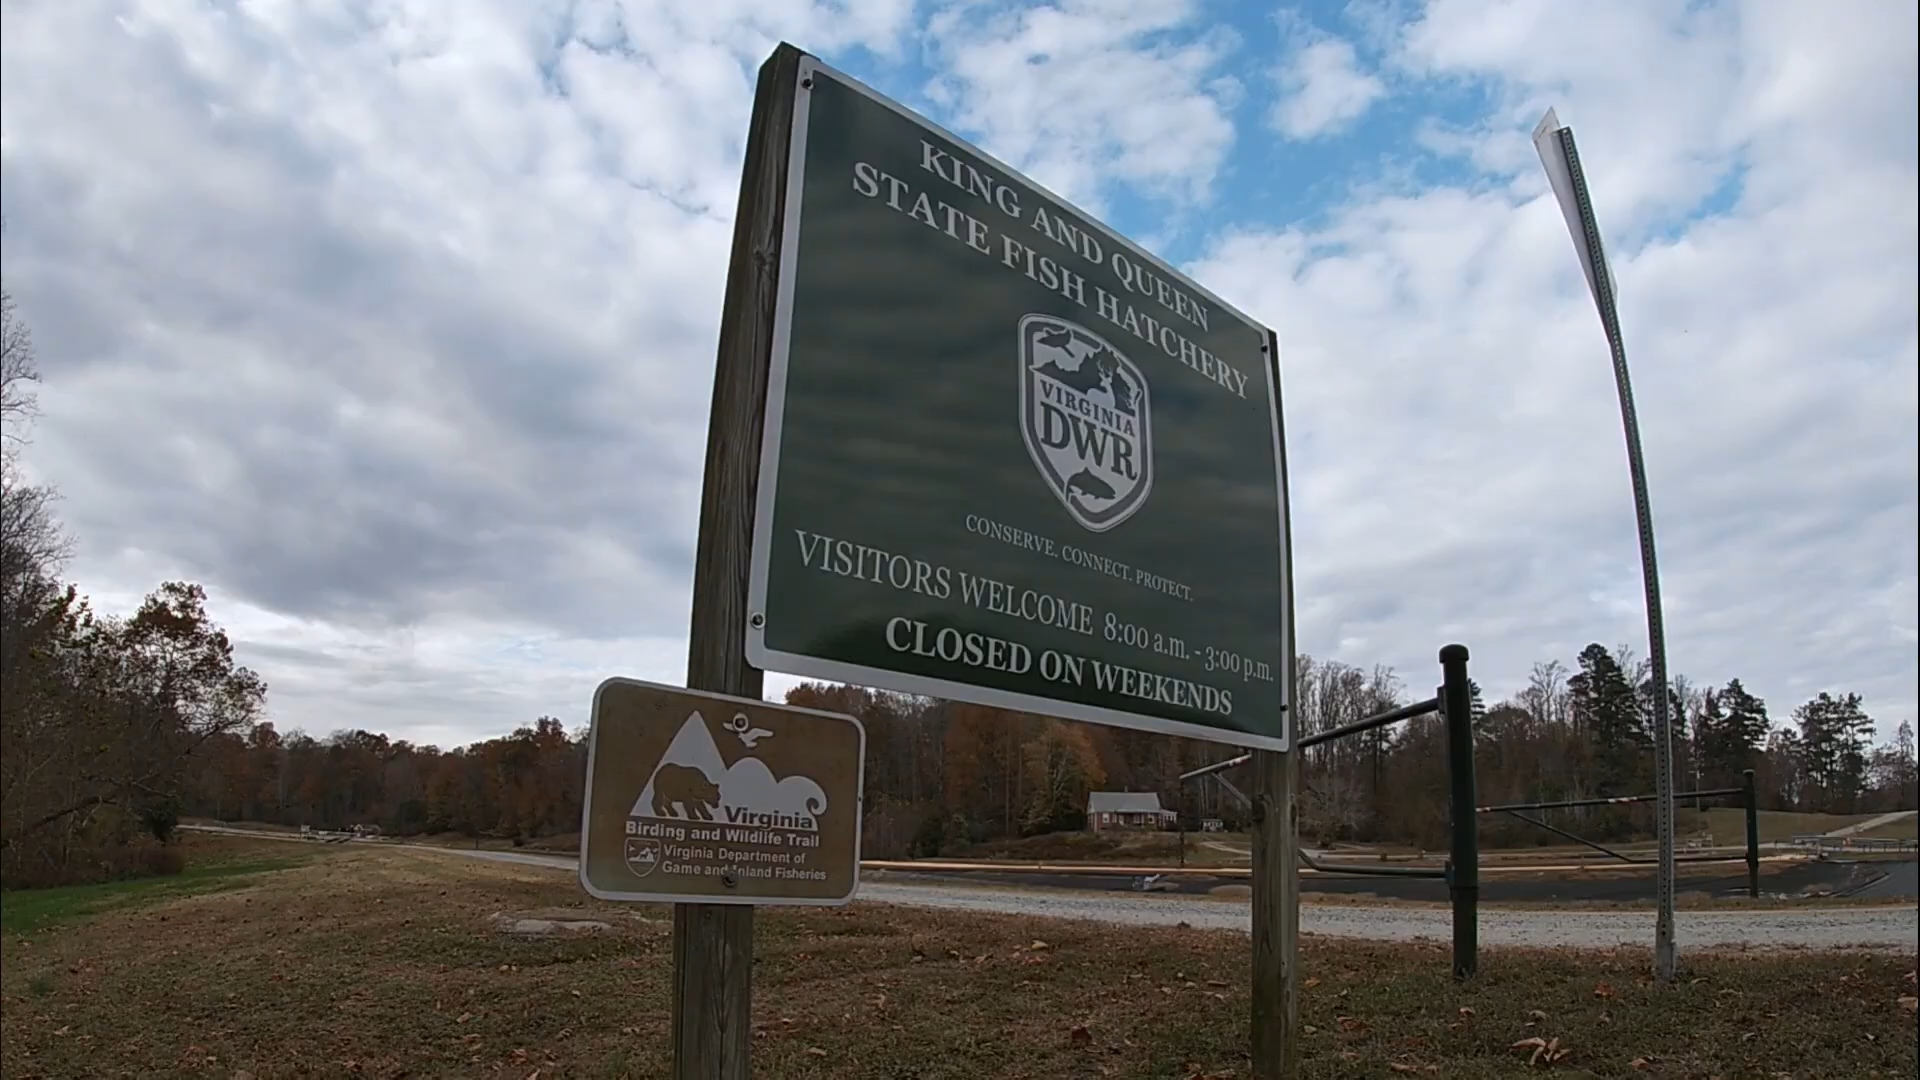 KING AND QUEEN
STATE FISH HATCHERY
VIRGINIA
DWR
CONSERVE. CONNECT. PROTECT.
VISITORS WELCOME 8:00 a.m. - 3:00 p.m.
CLOSED ON WEEKENDS
Virginia
Birding and Wildlife Trail
Virginia Department of
Game and Inland Fisheries